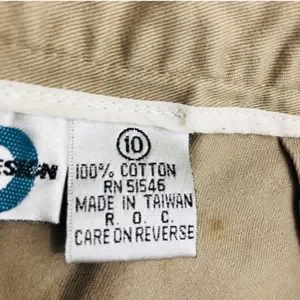 10
ESIGN
100% COTTON
RN 51546
MADE IN TAIWAN
R. O. C.
CARE ON REVERSE